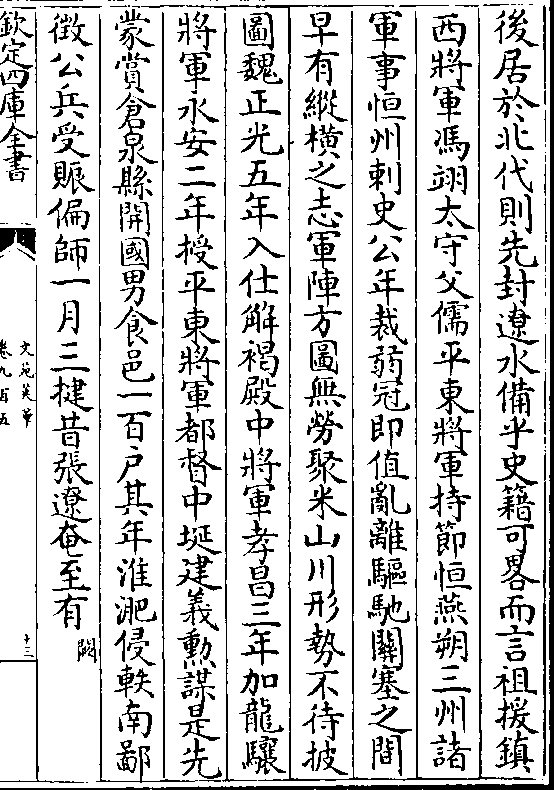 後居於北代則先封遼水備乎史籍可畧而言祖援鎮
西將軍馮翊太守父儒平東將軍持節恒燕朔三州諸
軍事恒州刺史公年裁弱冠即值亂離驅馳關塞之間
早有縱橫之志軍陣方圖無勞聚米山川形勢不待披
圖魏正光五年入仕解褐殿中將軍孝昌三年加龍驤
將軍永安二年授平東將軍都督中埏建義勲謀是先
蒙賞倉泉縣開國男食邑一百户其年淮淝侵軼南鄙
徴公兵受賑偏師一月三捷昔張遼奄至有闕
欽定四庫全書
文苑英華
卷九百五
十三